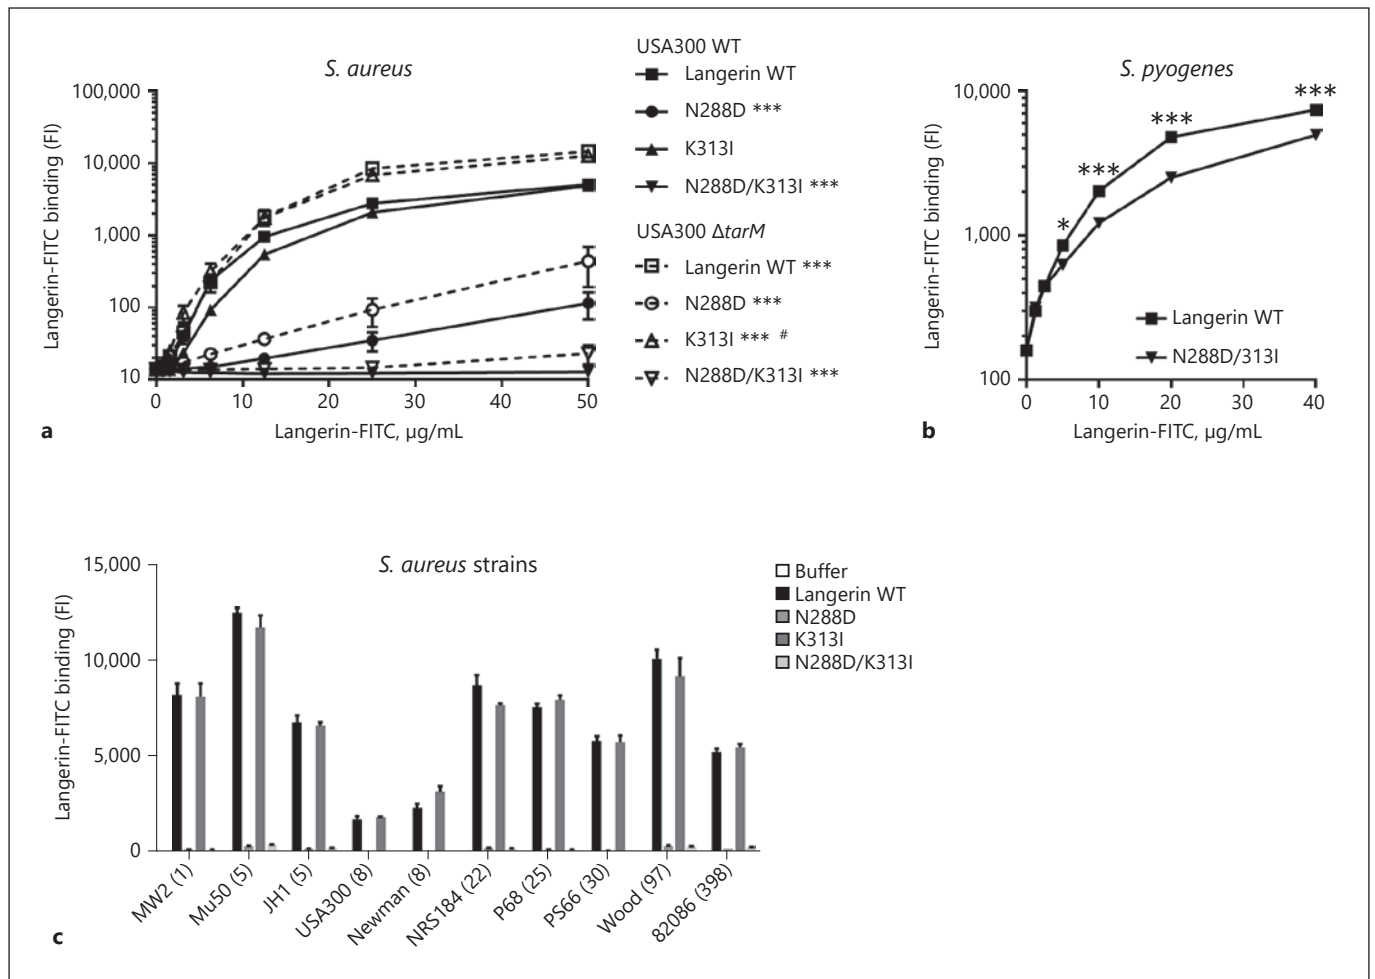 S. aureus
100,000
10,000
1,000
100
10
0
10
20
30
40
50
Langerin-FITC binding (FI)
Langerin-FITC, µg/mL
a
USA300 WT
Langerin WT
N288D ***
K313I
N288D/K313I ***
USA300 ΔtarM
Langerin WT ***
N288D ***
K313I *** #
N288D/K313I ***
S. pyogenes
10,000
1,000
100
0
10
20
30
40
Langerin-FITC binding (FI)
Langerin-FITC, µg/mL
*
***
***
***
Langerin WT
N288D/313I
b
S. aureus strains
15,000
10,000
5,000
0
Langerin-FITC binding (FI)
MW2 (1)
Mu50 (5)
JH1 (5)
USA300 (8)
Newman (8)
NRS184 (22)
P68 (25)
PS66 (30)
Wood (97)
82086 (398)
Buffer
Langerin WT
N288D
K313I
N288D/K313I
c